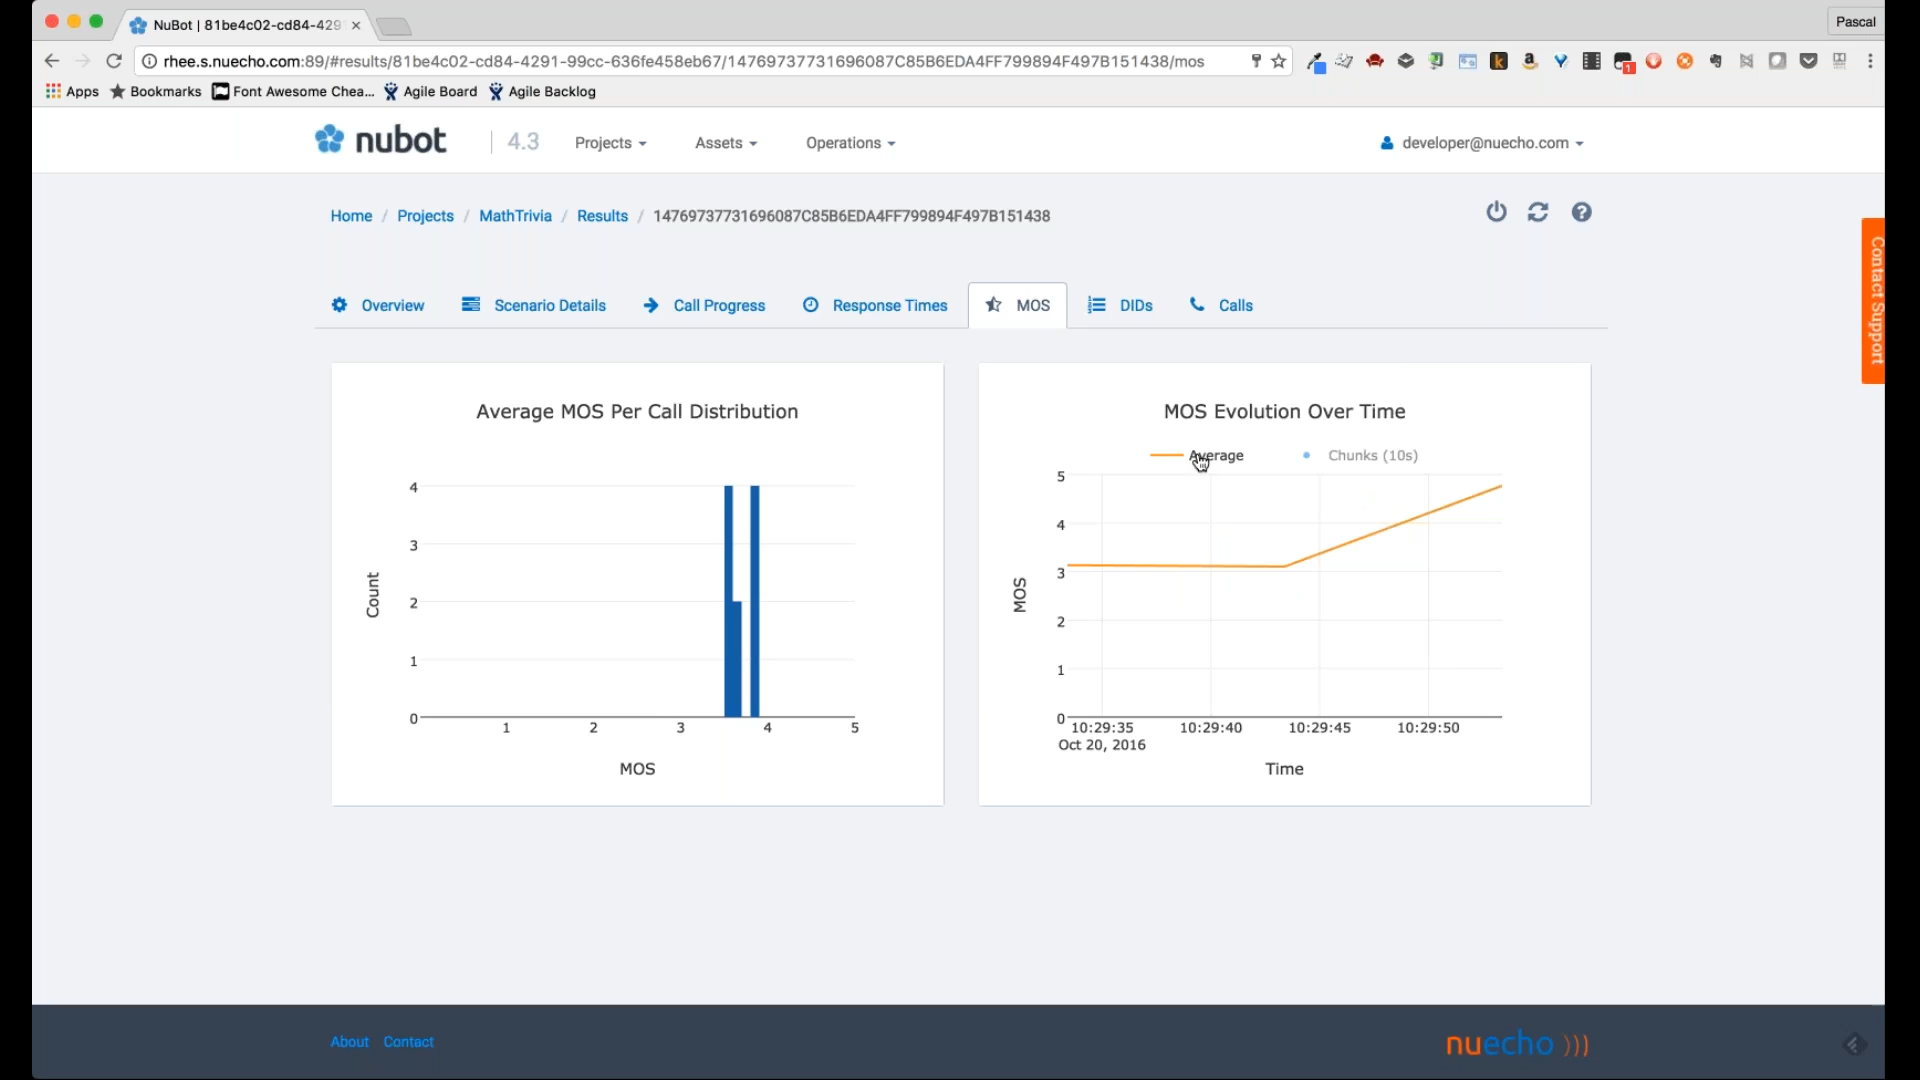 NuBot | 81be4c02-cd84-429
Pascal
rhee.s.nuecho.com:89/#results/81be4c02-cd84-4291-99cc-636fe458eb67/14769737731696087C85B6EDA4FF799894F497B151438/mos
Apps Bookmarks Font Awesome Chea... Agile Board Agile Backlog
nubot | 4.3 Projects Assets Operations developer@nuecho.com
Home / Projects / MathTrivia / Results / 14769737731696087C85B6EDA4FF799894F497B151438
Contact Support
Overview Scenario Details Call Progress Response Times MOS DIDs Calls
Average MOS Per Call Distribution
4
3
2
1
0
Count
1 2 3 4 5
MOS
MOS Evolution Over Time
Average Chunks (10s)
5
4
3
2
1
0
MOS
10:29:35 10:29:40 10:29:45 10:29:50
Oct 20, 2016
Time
About Contact
nuecho )))